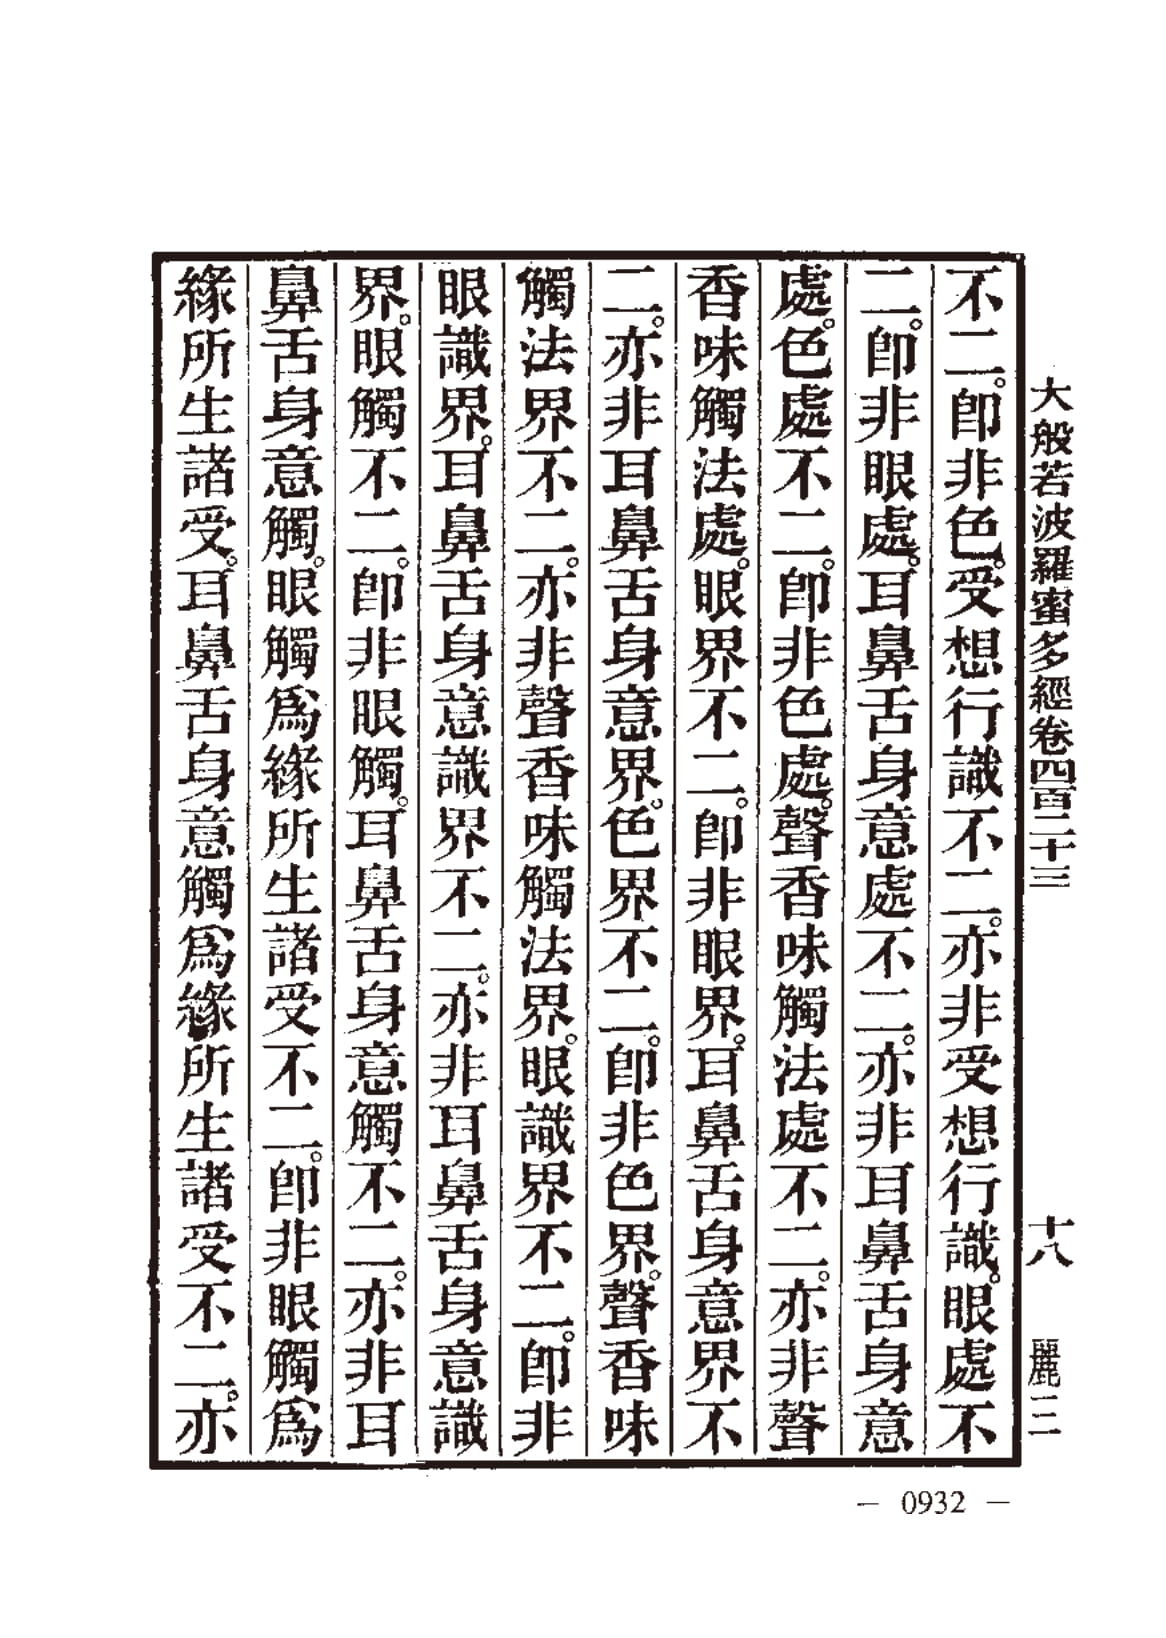 大般若波羅蜜多經卷四百二十三 十八 麗二
不二。卽非色。受想行識不二。亦非受想行識。眼處不
二。卽非眼處。耳鼻舌身意處不二。亦非耳鼻舌身意
處。色處不二。卽非色處。聲香味觸法處不二。亦非聲
香味觸法處。眼界不二。卽非眼界。耳鼻舌身意界不
二。亦非耳鼻舌身意界。色界不二。卽非色界。聲香味
觸法界不二。亦非聲香味觸法界。眼識界不二。卽非
眼識界。耳鼻舌身意識界不二。亦非耳鼻舌身意識
界。眼觸不二。卽非眼觸。耳鼻舌身意觸不二。亦非耳
鼻舌身意觸。眼觸爲緣所生諸受不二。卽非眼觸爲
緣所生諸受。耳鼻舌身意觸爲緣所生諸受不二。亦
— 0932 —